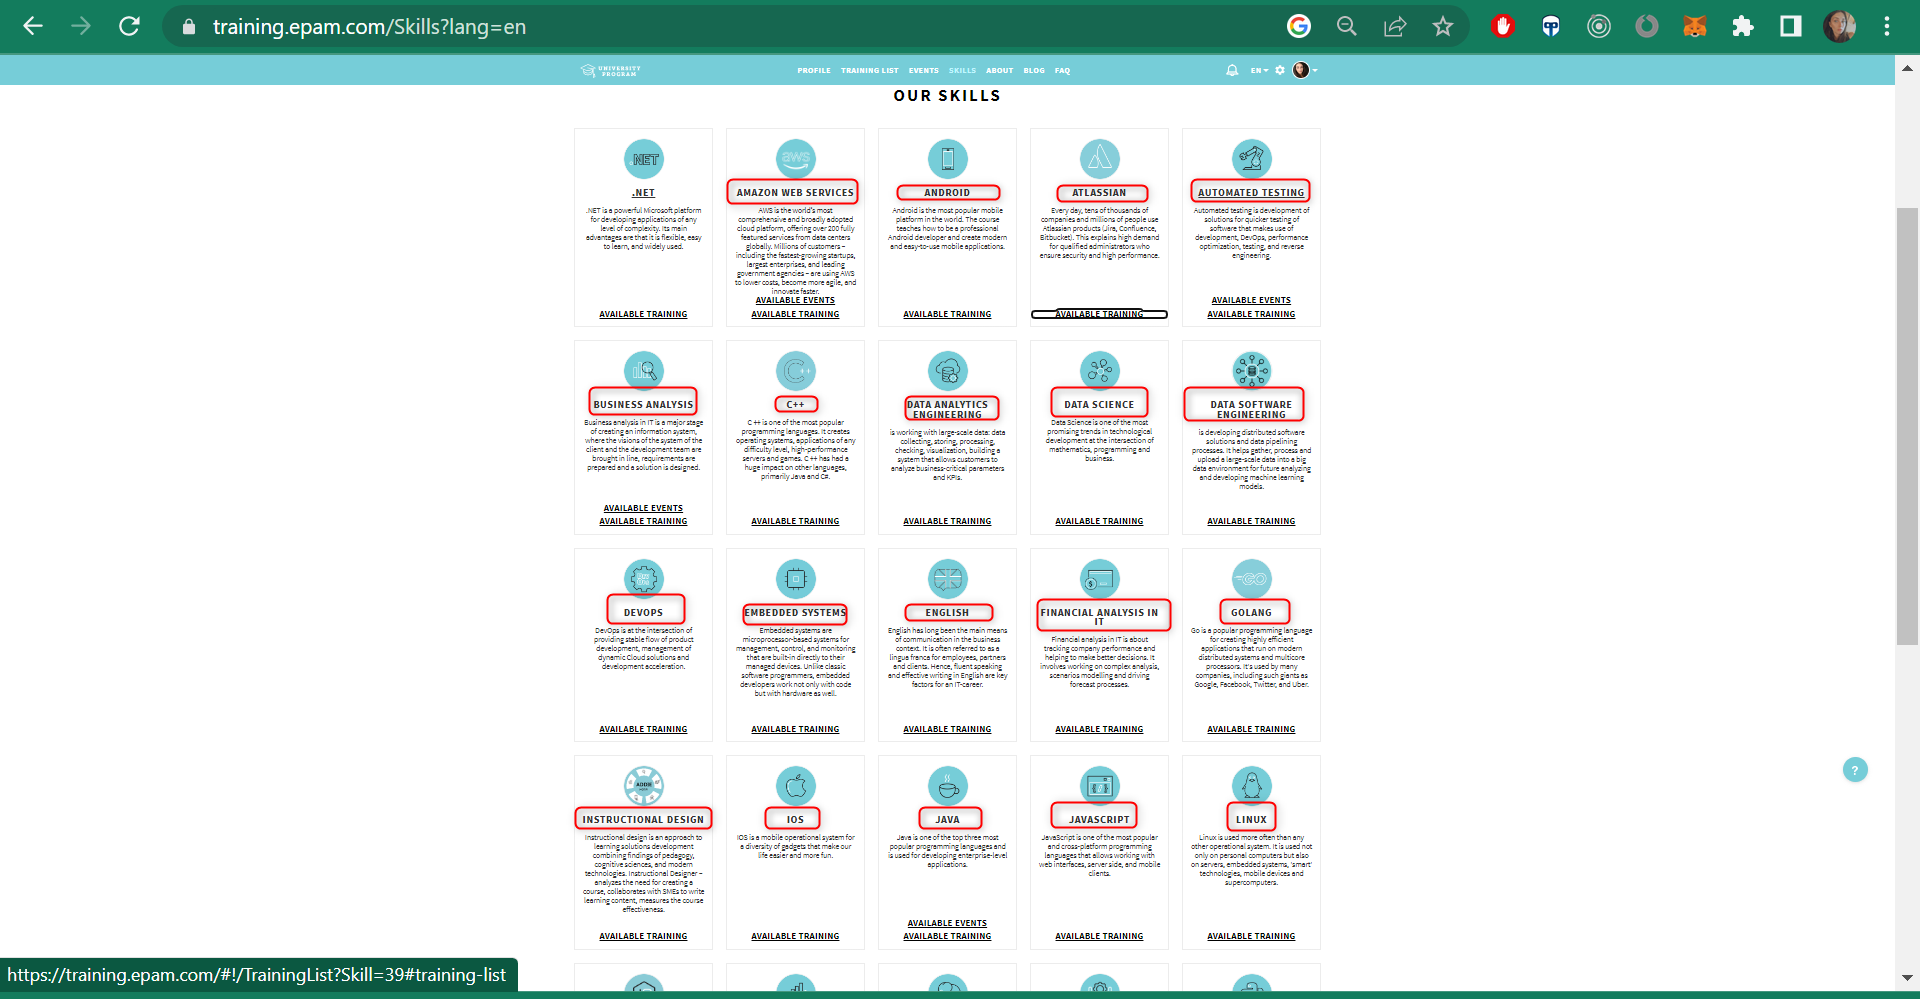 training.epam.com/Skills?lang=en
UNIVERSITY
PROGRAM
PROFILE TRAINING LIST EVENTS SKILLS ABOUT BLOG FAQ
EN
OUR SKILLS
.NET
.NET
.NET is a powerful Microsoft platform
for developing applications of any
level of complexity. Its main
advantages are that it is flexible, easy
to learn, and widely used.
AVAILABLE TRAINING
aws
AMAZON WEB SERVICES
AWS is the world's most
comprehensive and broadly adopted
cloud platform, offering over 200 fully
featured services from data centers
globally. Millions of customers –
including the fastest-growing startups,
largest enterprises, and leading
government agencies – are using AWS
to lower costs, become more agile, and
innovate faster.
AVAILABLE EVENTS
AVAILABLE TRAINING
ANDROID
Android is the most popular mobile
platform in the world. The course
teaches how to be a professional
Android developer and create modern
and easy-to-use mobile applications.
AVAILABLE TRAINING
ATLASSIAN
Every day, tens of thousands of
companies and millions of people use
Atlassian products (Jira, Confluence,
Bitbucket). This explains high demand
for qualified administrators who
ensure security and high performance.
AVAILABLE TRAINING
AUTOMATED TESTING
Automated testing is development of
solutions for quicker testing of
software that makes use of
development, DevOps, performance
optimization, testing, and reverse
engineering.
AVAILABLE EVENTS
AVAILABLE TRAINING
BUSINESS ANALYSIS
Business analysis in IT is a major stage
of creating an information system,
where the visions of the system of the
client and the development team are
brought in line, requirements are
prepared and a solution is designed.
AVAILABLE EVENTS
AVAILABLE TRAINING
C++
C++
C ++ is one of the most popular
programming languages. It creates
operating systems, applications of any
difficulty level, high-performance
servers and games. C ++ has had a
huge impact on other languages,
primarily Java and C#.
AVAILABLE TRAINING
DATA ANALYTICS
ENGINEERING
is working with large-scale data: data
collecting, storing, processing,
checking, visualization, building a
system that allows customers to
analyze business-critical parameters
and KPIs.
AVAILABLE TRAINING
DATA SCIENCE
Data Science is one of the most
promising trends in technological
development at the intersection of
mathematics, programming and
business.
AVAILABLE TRAINING
DATA SOFTWARE
ENGINEERING
is developing distributed software
solutions and data pipelining
processes. It helps gather, process and
upload a large-scale data into a big
data environment for future analyzing
and developing machine learning
models.
AVAILABLE TRAINING
DEVOPS
DevOps is at the intersection of
providing stable flow of product
development, management of
dynamic Cloud solutions and
development acceleration.
AVAILABLE TRAINING
EMBEDDED SYSTEMS
Embedded systems are
microprocessor-based systems for
management, control, and monitoring
that are built-in directly to their
managed devices. Unlike classic
software programmers, embedded
developers work not only with code
but with hardware as well.
AVAILABLE TRAINING
ENGLISH
English has long been the main means
of communication in the business
context. It is often referred to as a
lingua franca for employees, partners
and clients. Hence, fluent speaking
and effective writing in English are key
factors for an IT-career.
AVAILABLE TRAINING
$
FINANCIAL ANALYSIS IN
IT
Financial analysis in IT is about
tracking company performance and
helping to make better decisions. It
involves working on complex analysis,
scenarios modelling and driving
forecast processes.
AVAILABLE TRAINING
GO
GOLANG
Go is a popular programming language
for creating highly efficient
applications that run on modern
distributed systems and multicore
processors. It's used by many
companies, including such giants as
Google, Facebook, Twitter, and Uber.
AVAILABLE TRAINING
ADDIE
INSTRUCTIONAL DESIGN
Instructional design is an approach to
learning solutions development
combining findings of pedagogy,
cognitive sciences, and modern
technologies. Instructional Designer –
analyzes the need for creating a
course, collaborates with SMEs to write
learning content, measures the course
effectiveness.
AVAILABLE TRAINING
IOS
IOS is a mobile operational system for
a diversity of gadgets that make our
life easier and more fun.
AVAILABLE TRAINING
JAVA
Java is one of the top three most
popular programming languages and
is used for developing enterprise-level
applications.
AVAILABLE EVENTS
AVAILABLE TRAINING
JAVASCRIPT
JavaScript is one of the most popular
and cross-platform programming
languages that allows working with
web interfaces, server side, and mobile
clients.
AVAILABLE TRAINING
LINUX
Linux is used more often than any
other operational system. It is used not
only on personal computers but also
on servers, embedded systems, 'smart'
technologies, mobile devices and
supercomputers.
AVAILABLE TRAINING
?
https://training.epam.com/#!/TrainingList?Skill=39#training-list